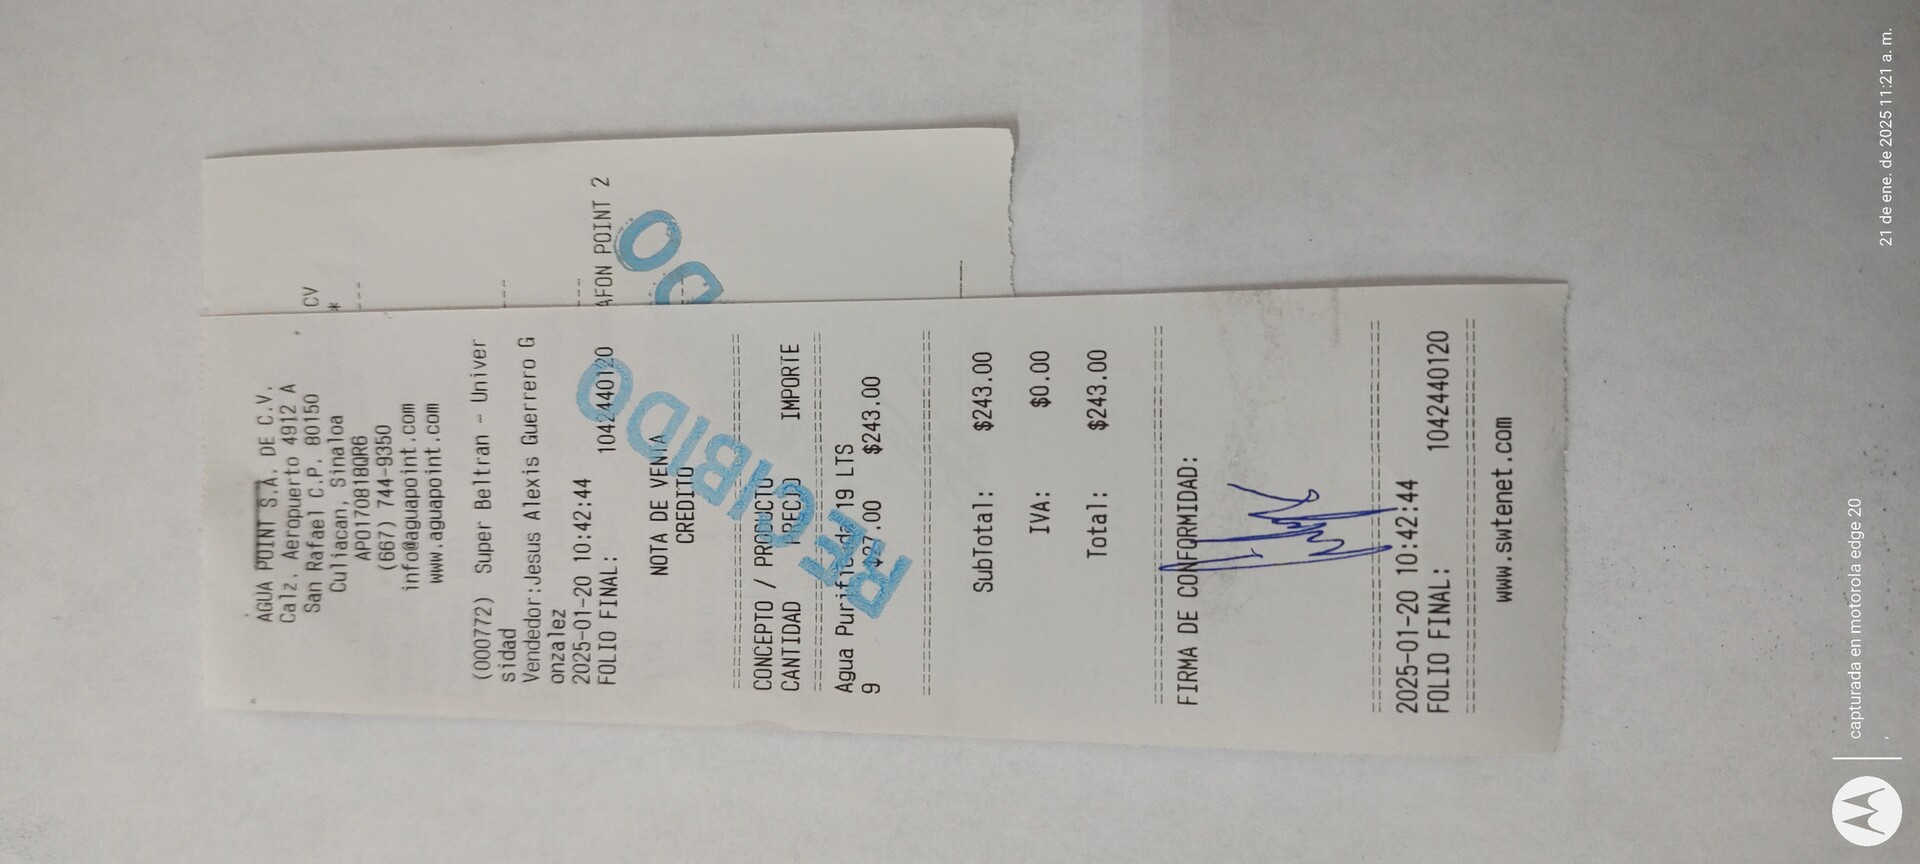 AGUA POINT S.A. DE C.V.
Calz. Aeropuerto 4912 A
San Rafael C.P. 80150
Culiacan, Sinaloa
APO170818QR6
(667) 744-9350
info@aguapoint.com
www.aguapoint.com
(000772) Super Beltran - Univer
sidad
Vendedor:Jesus Alexis Guerrero G
onzalez
2025-01-20 10:42:44
FOLIO FINAL: 1042440120
NOTA DE VENTA
CREDITO
RECIBIDO
==============================
CONCEPTO / PRODUCTO
CANTIDAD PRECIO IMPORTE
==============================
Agua Purificada 19 LTS
9 $27.00 $243.00
==============================
SubTotal: $243.00
IVA: $0.00
Total: $243.00
==============================
FIRMA DE CONFORMIDAD:
==============================
2025-01-20 10:42:44
FOLIO FINAL: 1042440120
==============================
www.swtenet.com
CV
*
---
---
---
AFON POINT 2
DO
capturada en motorola edge 20
21 de ene. de 2025 11:21 a. m.